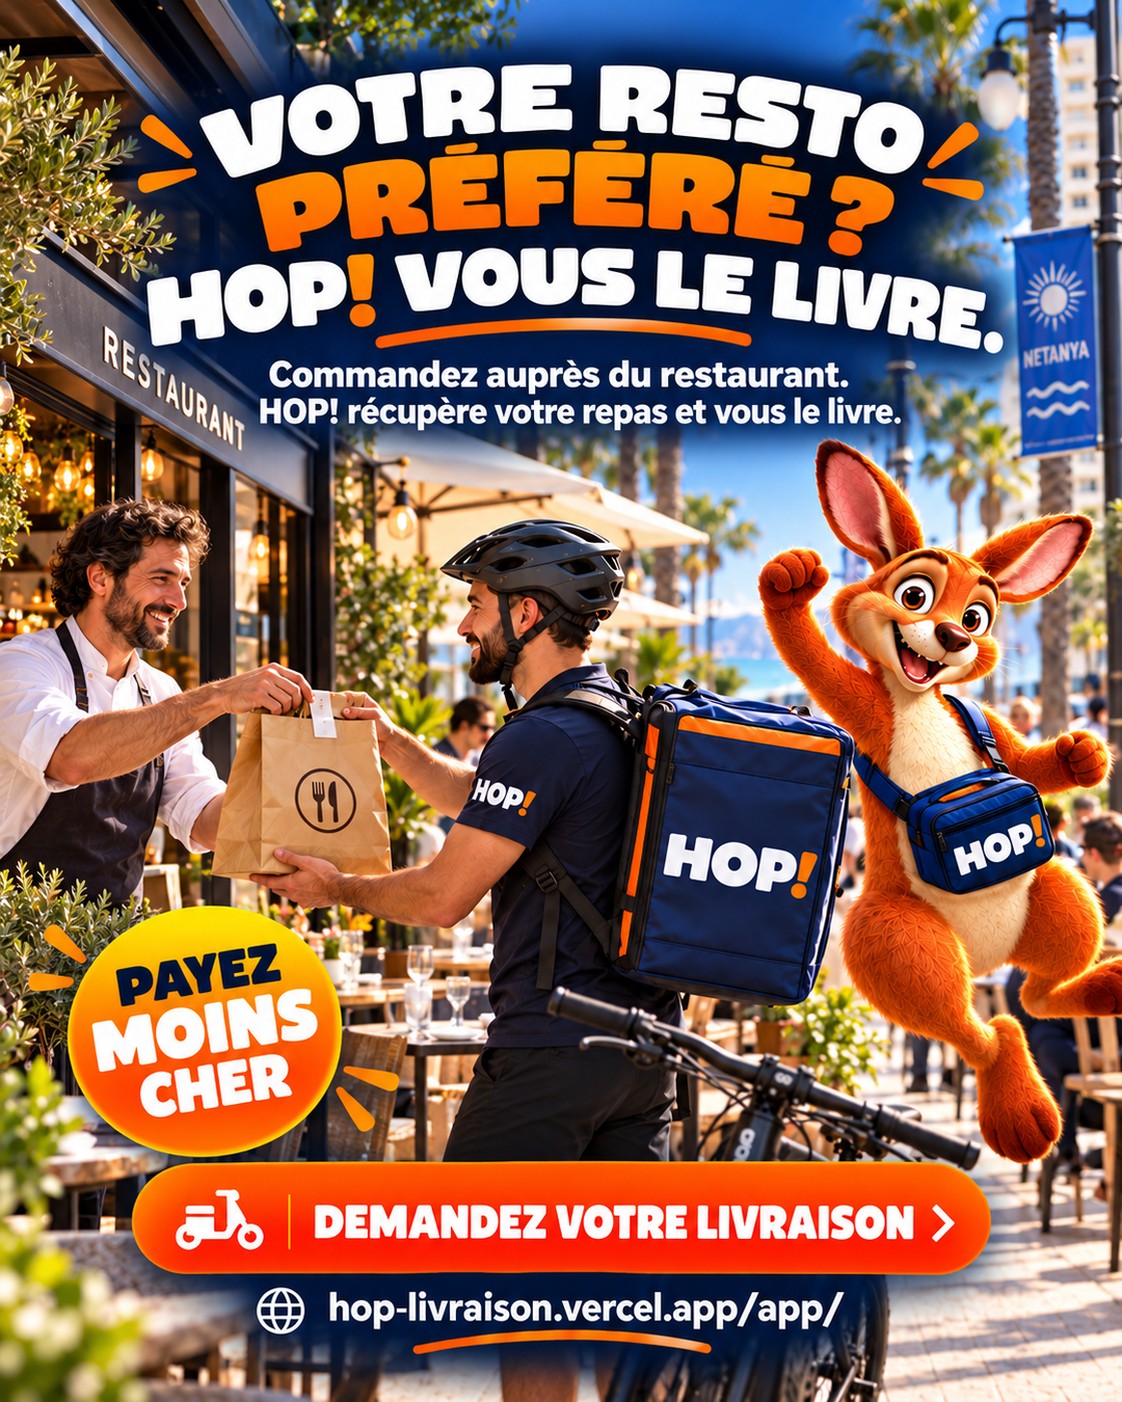 VOTRE RESTO
PRÉFÉRÉ ?
HOP! VOUS LE LIVRE.
Commandez auprès du restaurant.
HOP! récupère votre repas et vous le livre.
RESTAURANT
NETANYA
HOP!
HOP!
HOP!
PAYEZ
MOINS
CHER
DEMANDEZ VOTRE LIVRAISON
hop-livraison.vercel.app/app/